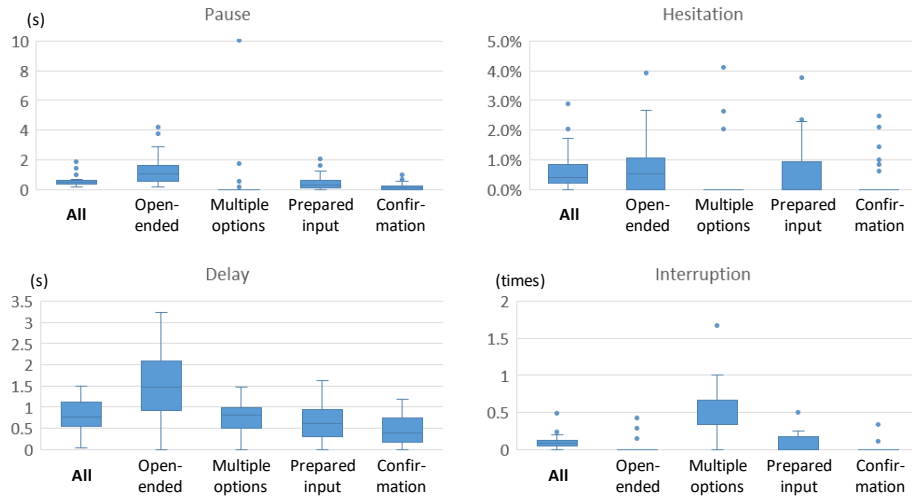 Pause
(s)
10
8
6
4
2
0
All
Open-
ended
Multiple
options
Prepared
input
Confir-
mation
Hesitation
5.0%
4.0%
3.0%
2.0%
1.0%
0.0%
All
Open-
ended
Multiple
options
Prepared
input
Confir-
mation
Delay
(s)
3.5
3
2.5
2
1.5
1
0.5
0
All
Open-
ended
Multiple
options
Prepared
input
Confir-
mation
Interruption
(times)
2
1.5
1
0.5
0
All
Open-
ended
Multiple
options
Prepared
input
Confir-
mation